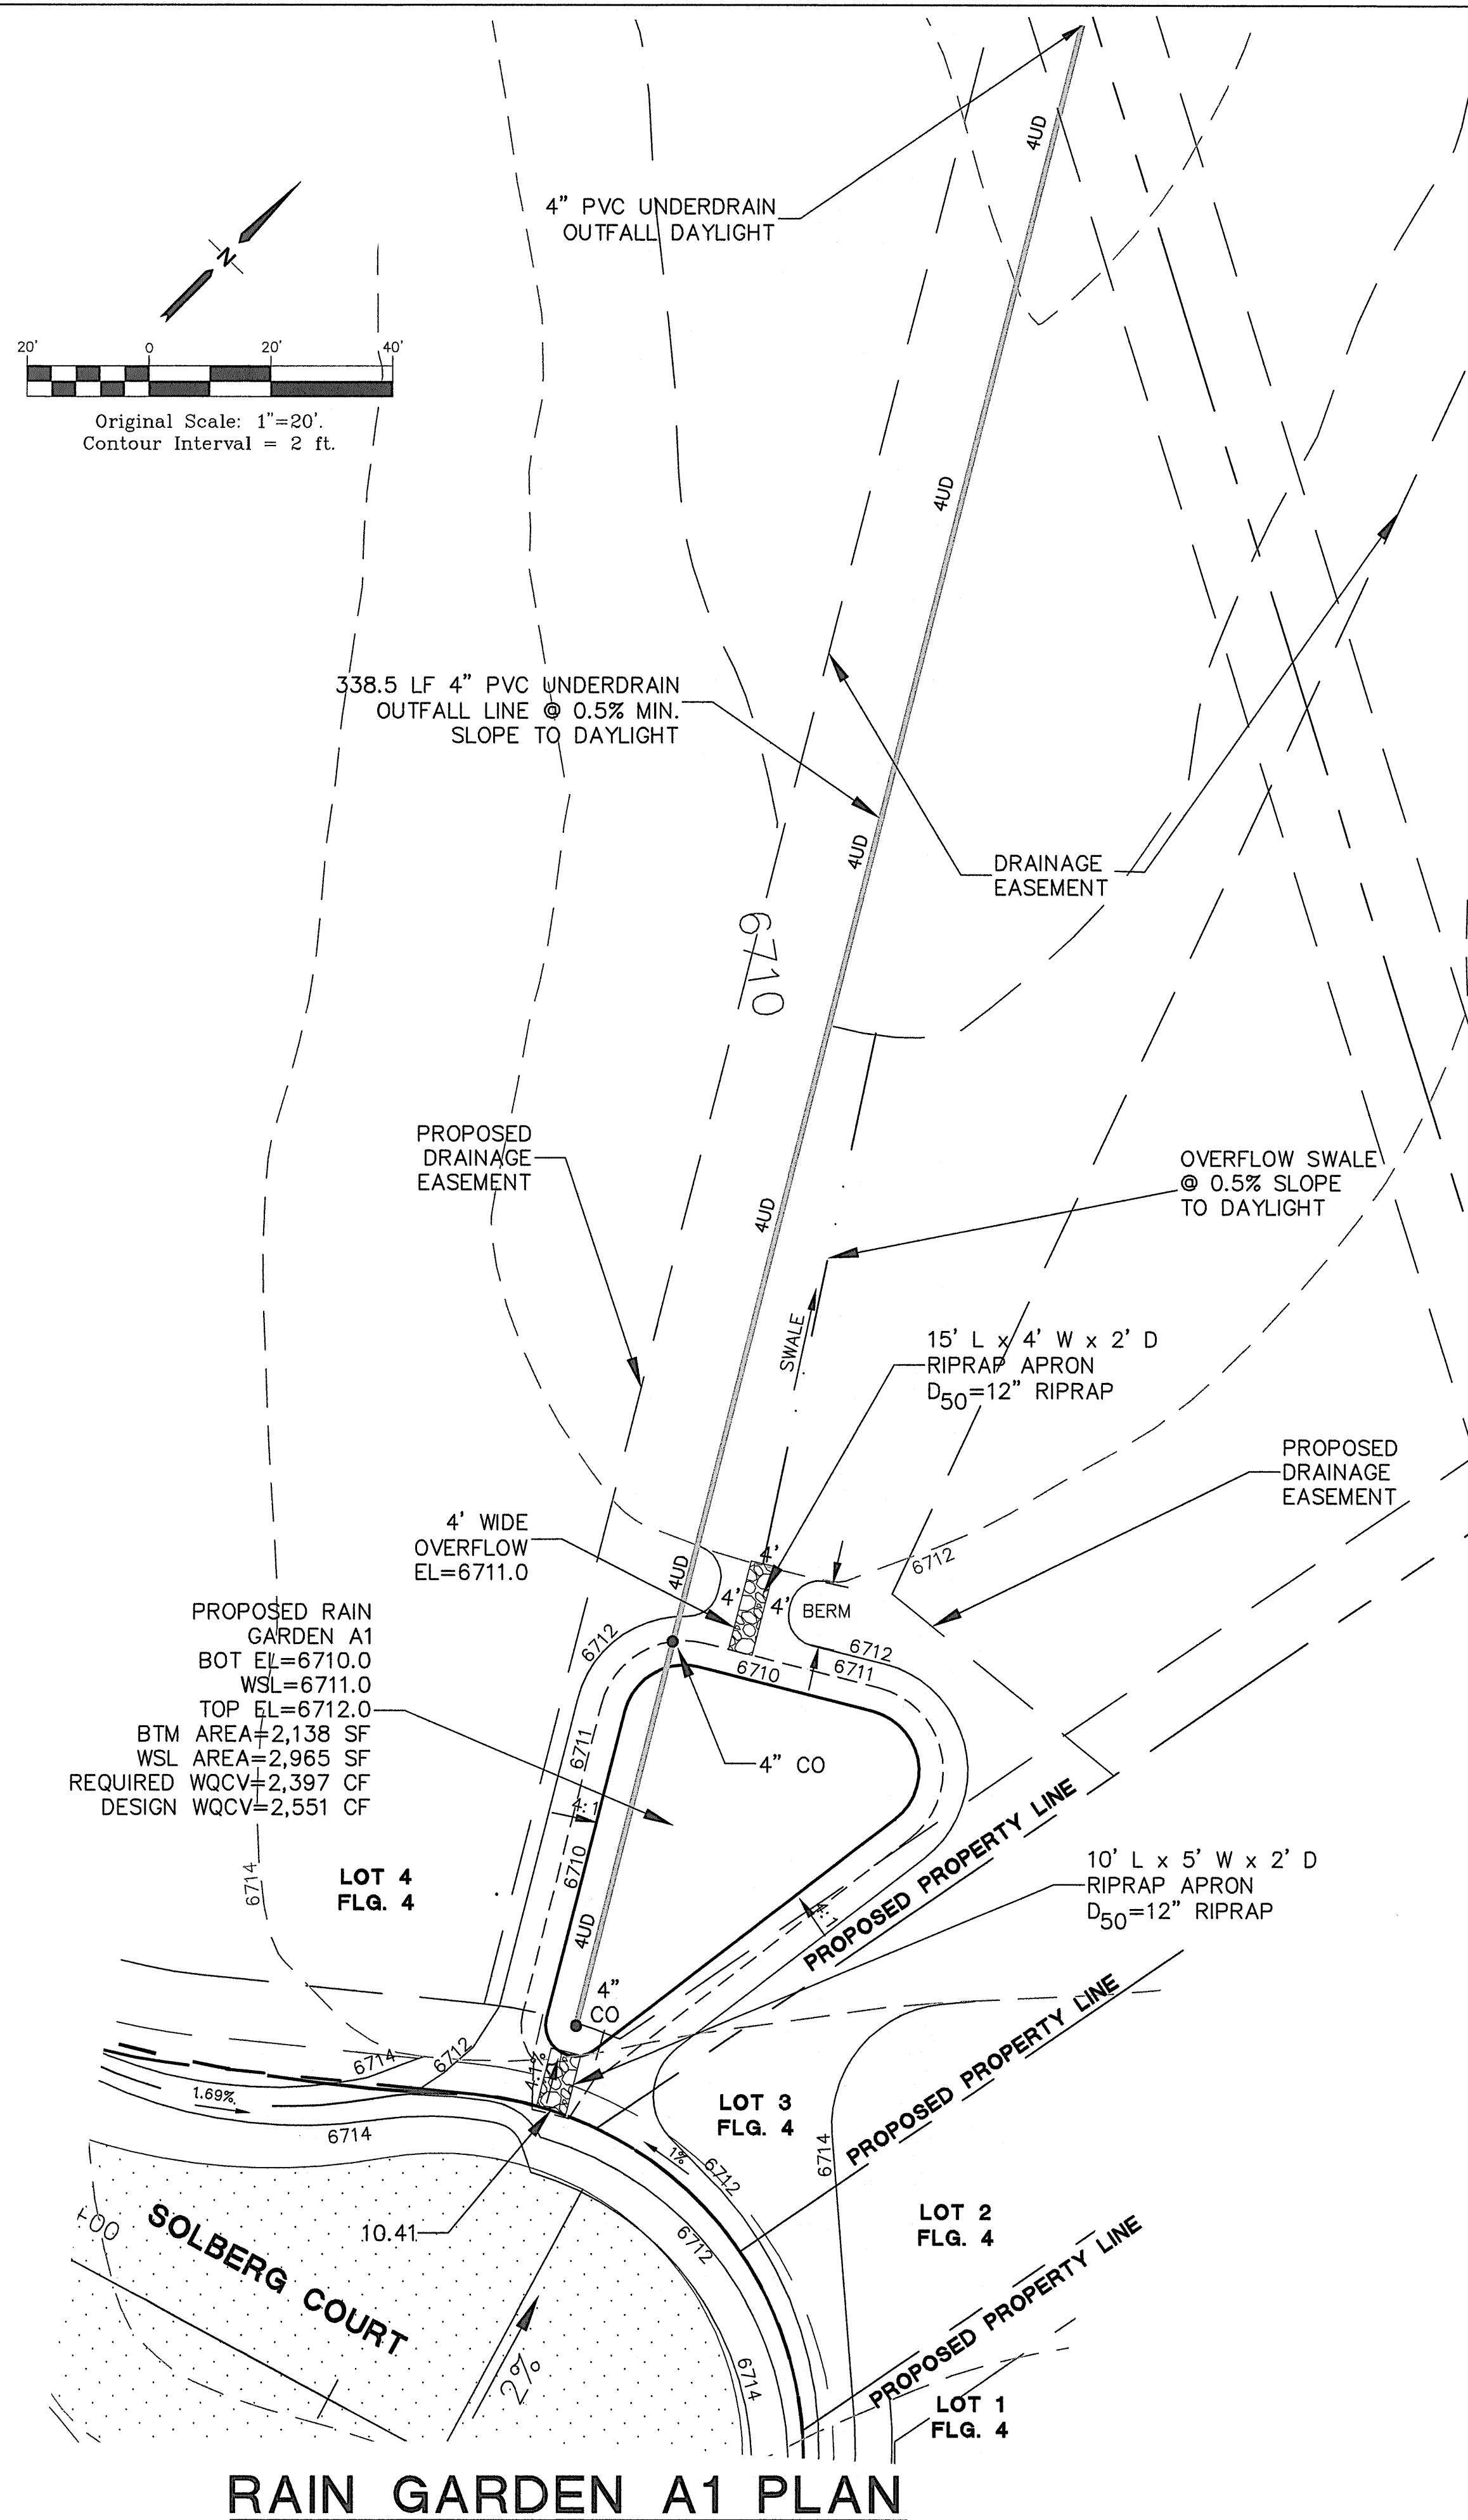 4UD
4" PVC UNDERDRAIN
OUTFALL DAYLIGHT
N
20' 0 20' 40'
Original Scale: 1"=20'.
Contour Interval = 2 ft.
4UD
338.5 LF 4" PVC UNDERDRAIN
OUTFALL LINE @ 0.5% MIN.
SLOPE TO DAYLIGHT
4UD
DRAINAGE
EASEMENT
6710
PROPOSED
DRAINAGE
EASEMENT
OVERFLOW SWALE
@ 0.5% SLOPE
TO DAYLIGHT
4UD
SWALE
15' L x 4' W x 2' D
RIPRAP APRON
D50=12" RIPRAP
PROPOSED
DRAINAGE
EASEMENT
4' WIDE
OVERFLOW
EL=6711.0
4UD
4'
4'
4'
BERM
6712
PROPOSED RAIN
GARDEN A1
BOT EL=6710.0
WSL=6711.0
TOP EL=6712.0
BTM AREA=2,138 SF
WSL AREA=2,965 SF
REQUIRED WQCV=2,397 CF
DESIGN WQCV=2,551 CF
6712
6712
6711
6710
6711
4" CO
4:1
6710
6714
LOT 4
FLG. 4
4:1
PROPOSED PROPERTY LINE
10' L x 5' W x 2' D
RIPRAP APRON
D50=12" RIPRAP
4UD
4"
CO
6714
6712
4:1%
1.69%
6714
LOT 3
FLG. 4
1%
6712
6714
PROPOSED PROPERTY LINE
10.41
6712
LOT 2
FLG. 4
+00
SOLBERG COURT
2%
6714
PROPOSED PROPERTY LINE
LOT 1
FLG. 4
RAIN GARDEN A1 PLAN